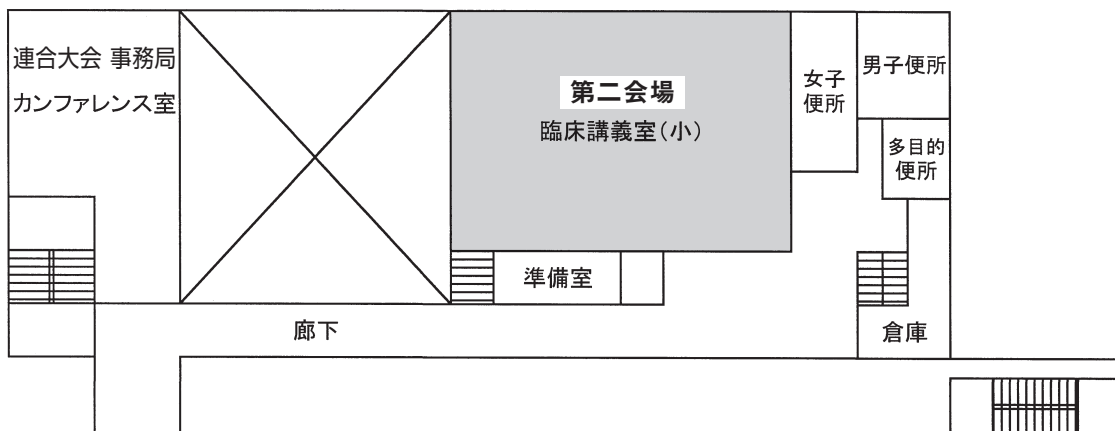 連合大会 事務局
カンファレンス室
第二会場
臨床講義室(小)
女子
便所
男子便所
多目的
便所
準備室
廊下
倉庫